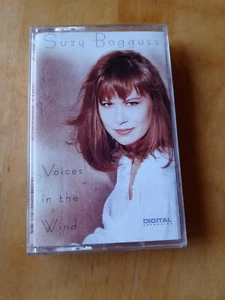 Suzy Bogguss
Voices
in the
Wind
DIGITAL